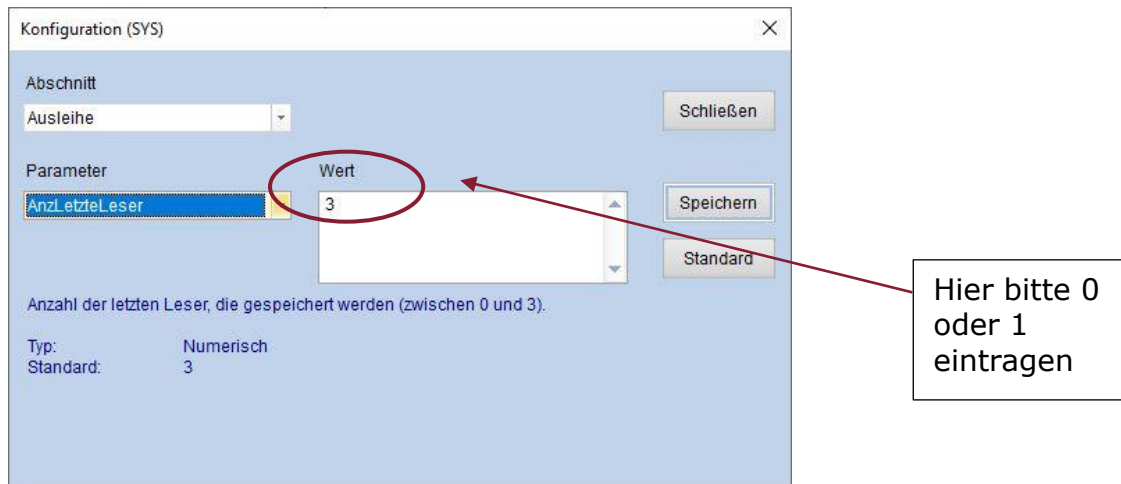 Konfiguration (SYS)
Abschnitt
Ausleihe
Schließen
Parameter
Wert
AnzLetzteLeser
3
Speichern
Standard
Anzahl der letzten Leser, die gespeichert werden (zwischen 0 und 3).
Typ: Numerisch
Standard: 3
Hier bitte 0
oder 1
eintragen